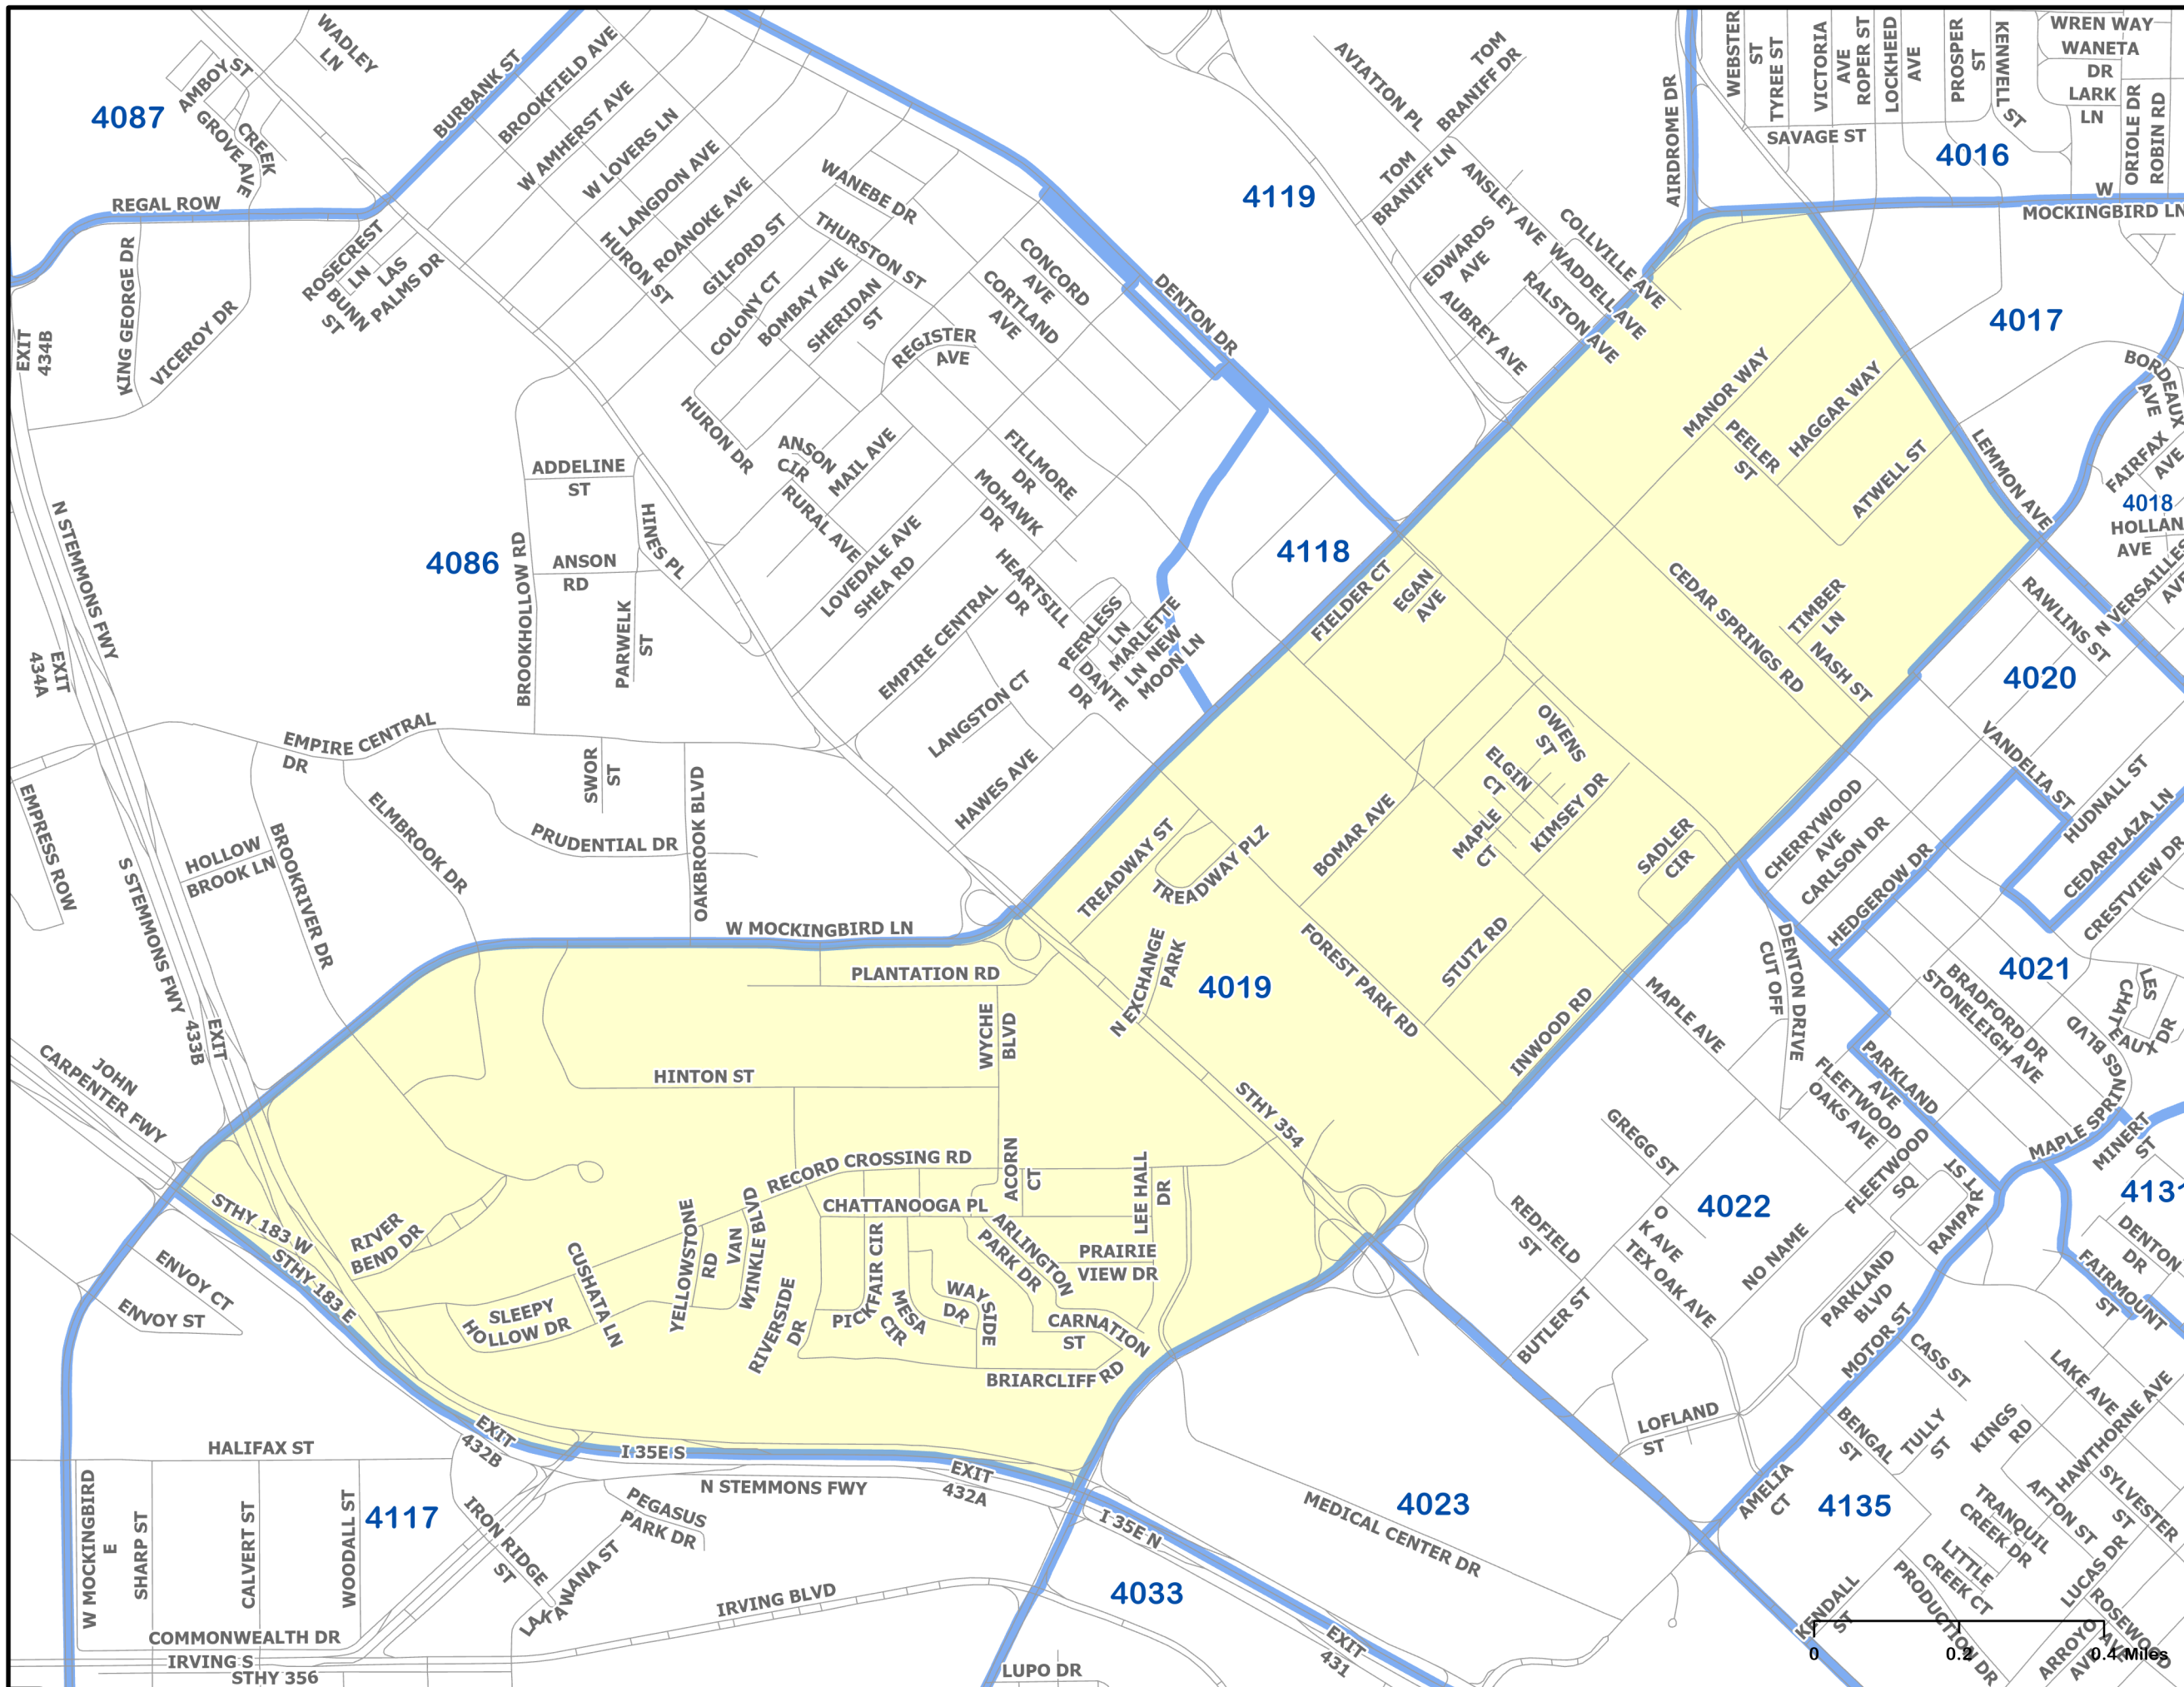 WADLEY
LN
AMBOY ST
4087
CREEK
GROVE AVE
REGAL ROW
BURBANK ST
BROOKFIELD AVE
W AMHERST AVE
W LOVERS LN
LANGDON AVE
ROANOKE AVE
HURON ST
GILFORD ST
WANEBE DR
THURSTON ST
COLONY CT
BOMBAY AVE
SHERIDAN
ST
REGISTER
AVE
CONCORD
AVE
CORTLAND
AVE
DENTON DR
4119
AVIATION PL
TOM
BRANIFF DR
TOM
BRANIFF LN
ANSLEY AVE
EDWARDS
AVE
AUBREY AVE
COLLVILLE AVE
WADDELL AVE
RALSTON AVE
AIRDROME DR
WEBSTER
ST
TYREE ST
VICTORIA
AVE
ROPER ST
LOCKHEED
AVE
PROSPER
ST
KENWELL
ST
WREN WAY
WANETA
DR
LARK
LN
ORIOLE DR
ROBIN RD
SAVAGE ST
4016
W
MOCKINGBIRD LN
4017
BORDEAUX
AVE
FAIRFAX
AVE
4018
HOLLAN
AVE
N VERSAILLES
AVE
KING GEORGE DR
VICEROY DR
ROSECREST
LN
LAS
PALMS DR
BUNN
ST
EXIT
434B
N STEMMONS FWY
EXIT
434A
4086
ADDELINE
ST
HINES PL
ANSON
RD
BROOKHOLLOW RD
PARWELK
ST
HURON DR
ANSON
CIR
MAIL AVE
RURAL AVE
LOVEDALE AVE
SHEA RD
FILLMORE
DR
MOHAWK
DR
HEARTSILL
DR
EMPIRE CENTRAL
PEERLESS
LN
MARLETTE
LN
NEW
MOON LN
DANTE
DR
LANGSTON CT
HAWES AVE
4118
FIELDER CT
EGAN
AVE
MANOR WAY
HAGGAR WAY
PEELER
ST
ATWELL ST
LEMMON AVE
CEDAR SPRINGS RD
TIMBER
LN
NASH ST
RAWLINS ST
4020
VANDELIA ST
HUDNALL ST
CEDARPLAZA LN
CRESTVIEW DR
EMPIRE CENTRAL
DR
SWOR
ST
OAKBROOK BLVD
PRUDENTIAL DR
ELMBROOK DR
HOLLOW
BROOK LN
BROOKRIVER DR
EMPRESS ROW
S STEMMONS FWY
EXIT
433B
W MOCKINGBIRD LN
PLANTATION RD
WYCHE
BLVD
HINTON ST
TREADWAY ST
TREADWAY PLZ
N EXCHANGE
PARK
4019
BOMAR AVE
OWENS
ST
ELGIN
CT
MAPLE
CT
KIMSEY DR
SADLER
CIR
STUTZ RD
FOREST PARK RD
INWOOD RD
STHY 354
CHERRYWOOD
AVE
CARLSON DR
HEDGEROW DR
DENTON DRIVE
CUT OFF
MAPLE AVE
4021
BRADFORD DR
STONELEIGH AVE
LES
CHATEAUX
DR
MAPLE SPRINGS BLVD
MINERT
ST
PARKLAND
AVE
FLEETWOOD
OAKS AVE
FLEETWOOD
SQ
RAMPART ST
GREGG ST
4022
O
K AVE
TEX OAK AVE
NO NAME
REDFIELD
ST
BUTLER ST
PARKLAND
BLVD
MOTOR ST
CASS ST
413
DENTON
DR
FAIRMOUNT
ST
JOHN
CARPENTER FWY
STHY 183 W
STHY 183 E
RIVER
BEND DR
ENVOY CT
ENVOY ST
SLEEPY
HOLLOW DR
CUSHATA LN
YELLOWSTONE
RD
VAN
WINKLE BLVD
RECORD CROSSING RD
ACORN
CT
LEE HALL
DR
CHATTANOOGA PL
RIVERSIDE
DR
PICKFAIR CIR
MESA
CIR
WAYSIDE
DR
ARLINGTON
PARK DR
PRAIRIE
VIEW DR
CARNATION
ST
BRIARCLIFF RD
EXIT
432B
I 35E S
EXIT
432A
N STEMMONS FWY
HALIFAX ST
W MOCKINGBIRD
E
SHARP ST
CALVERT ST
WOODALL ST
4117
IRON RIDGE
ST
PEGASUS
PARK DR
LAKAWANA ST
IRVING BLVD
COMMONWEALTH DR
IRVING S
STHY 356
LUPO DR
4033
I 35E N
EXIT
431
4023
MEDICAL CENTER DR
LOFLAND
ST
AMELIA
CT
4135
BENGAL
ST
TULLY
ST
KINGS
RD
LAKE AVE
HAWTHORNE AVE
SYLVESTER
ST
AFTON ST
TRANQUIL
CREEK DR
LITTLE
CREEK CT
LUCAS DR
ROSEWOOD
AVE
ARROYO
AVE
PRODUCTION DR
KENDALL
ST
0
0.2
0.4 Miles